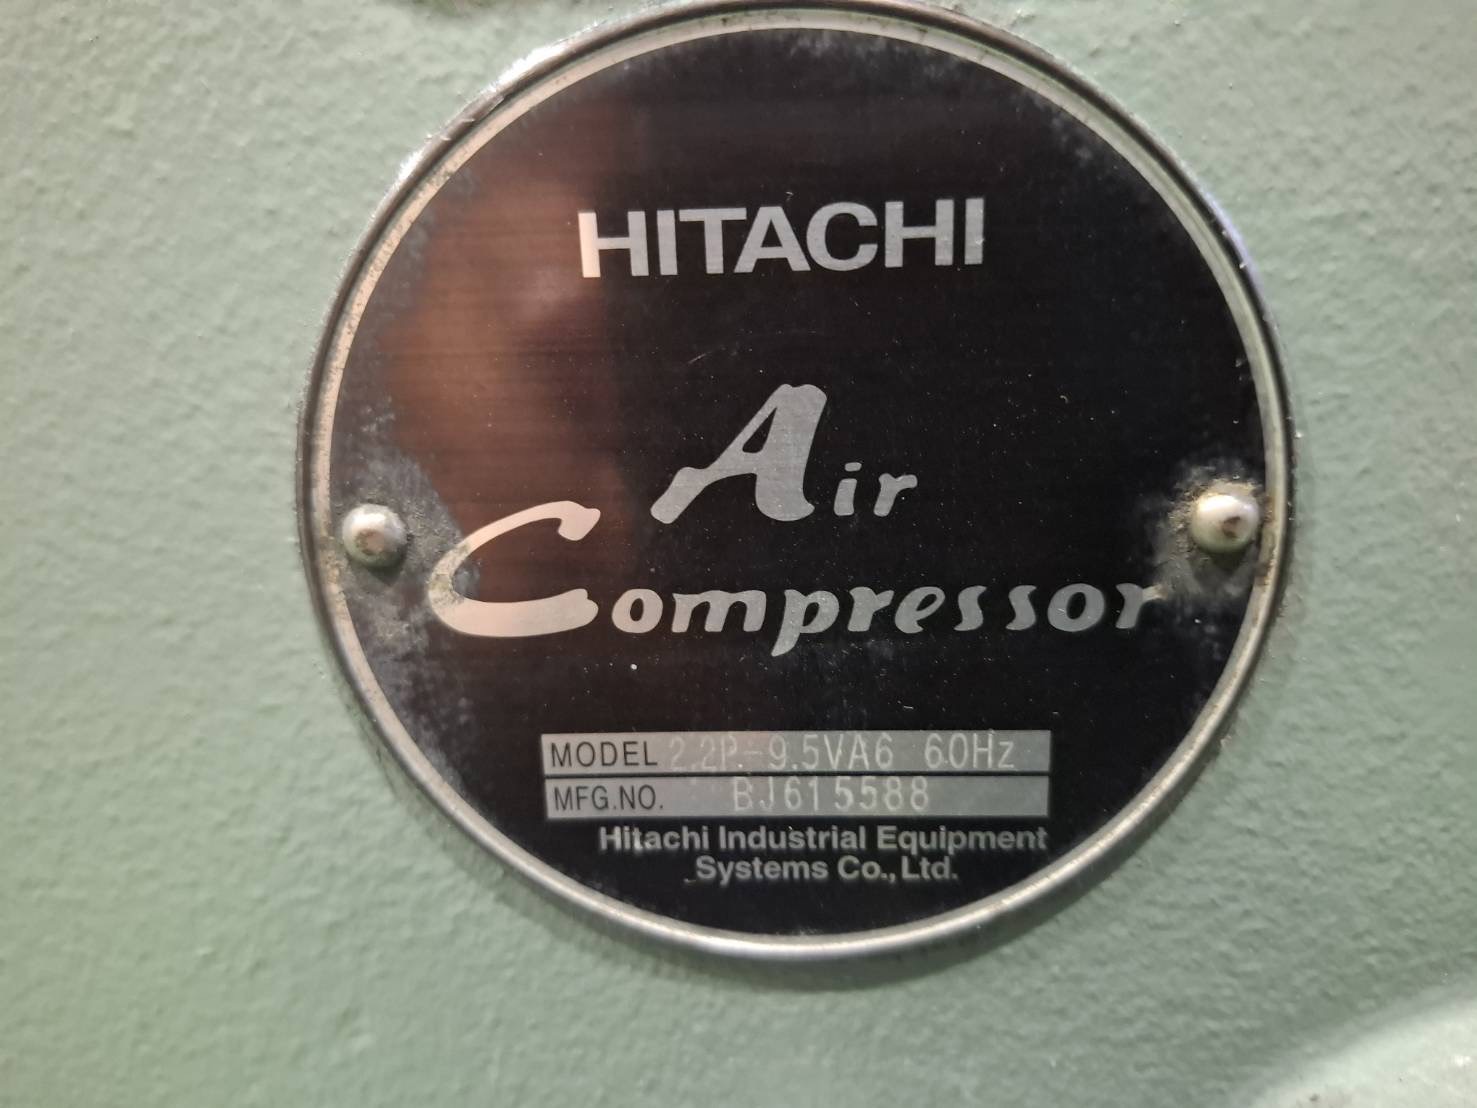 HITACHI
Air
Compressor
MODEL 2.2P-9.5VA6 60Hz
MFG.NO. BJ615588
Hitachi Industrial Equipment
Systems Co.,Ltd.